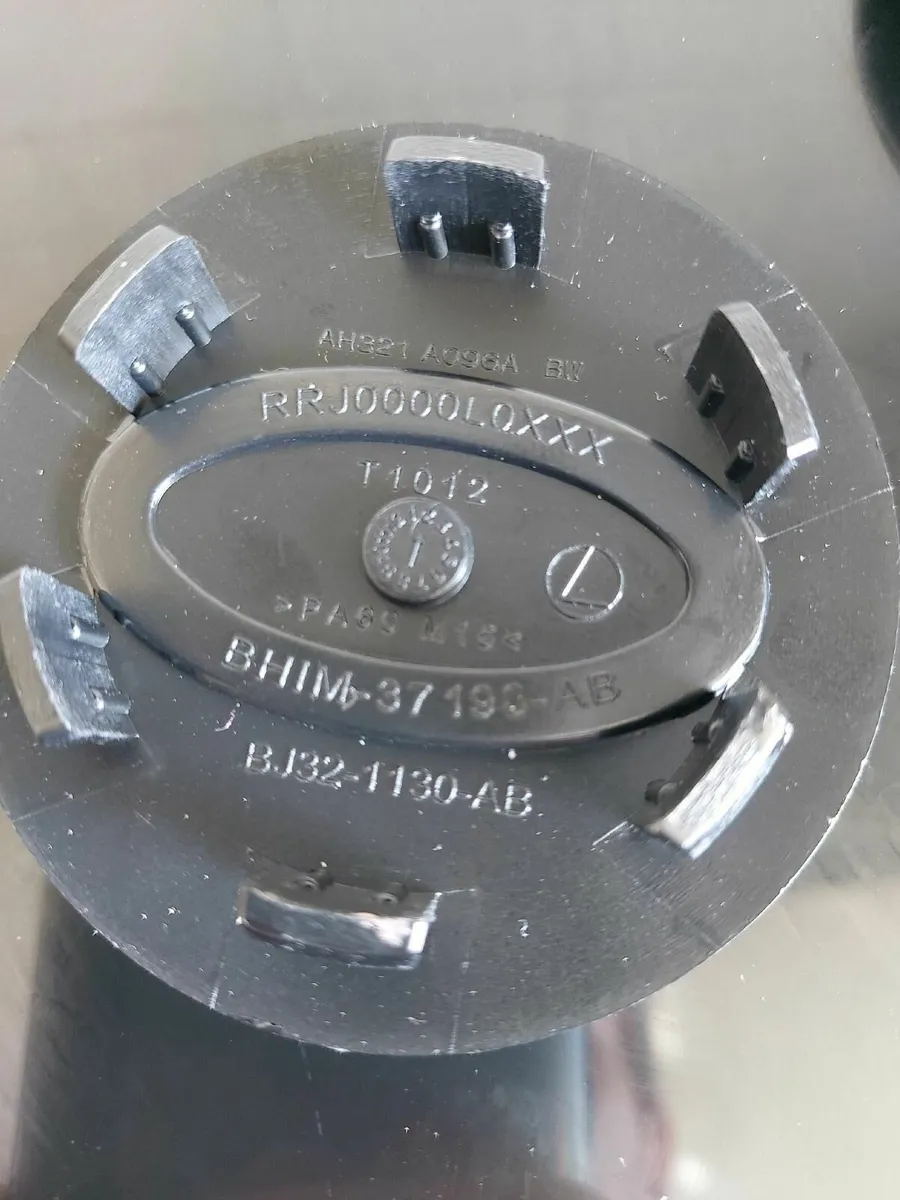 AH321 A096A BW
RRJ0000L0XXX
T1012
>PA66 M15<
BHIM-37193-AB
BJ32-1130-AB